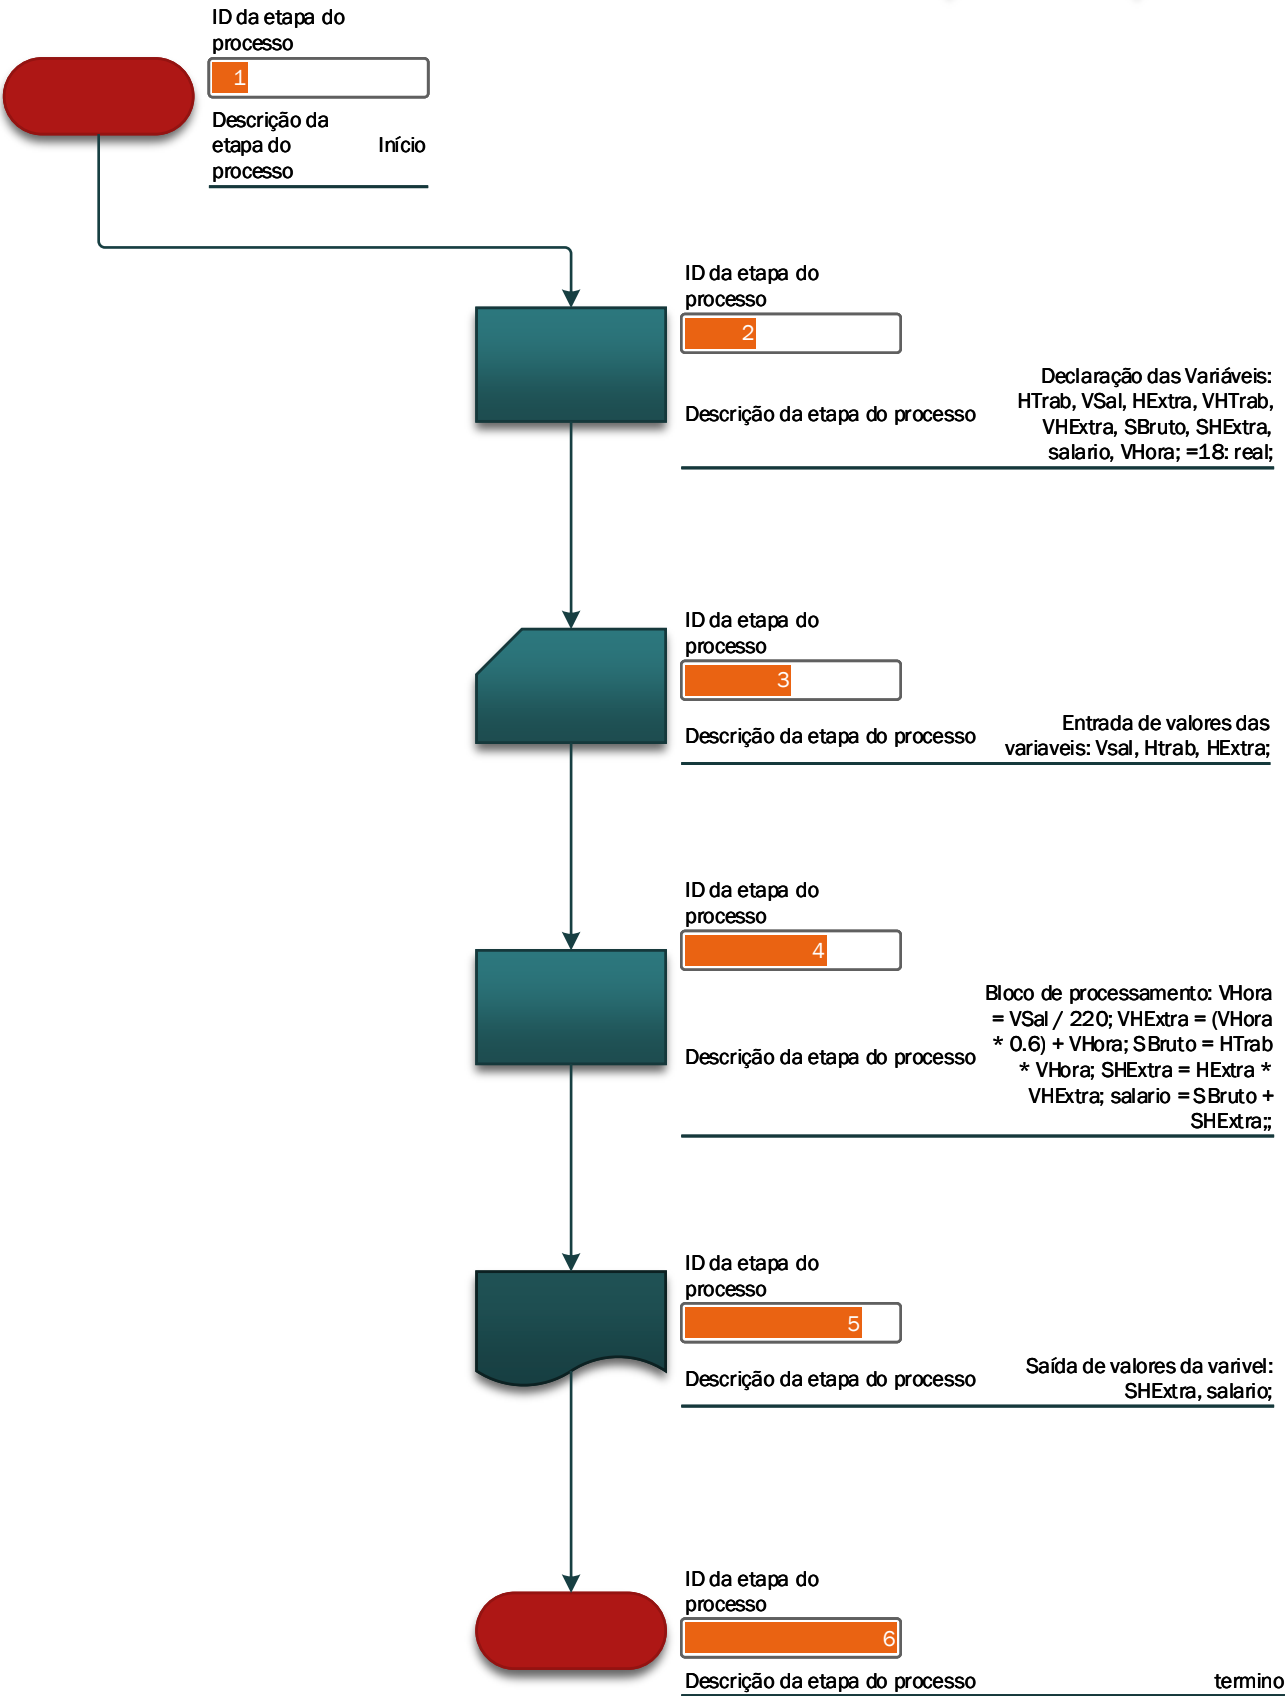 ID da etapa do
processo
1
Descrição da
etapa do
processo
Início
ID da etapa do
processo
2
Descrição da etapa do processo
Declaração das Variáveis:
HTrab, VSal, HExtra, VHTrab,
VHExtra, SBruto, SHExtra,
salario, VHora; =18: real;
ID da etapa do
processo
3
Descrição da etapa do processo
Entrada de valores das
variaveis: Vsal, Htrab, HExtra;
ID da etapa do
processo
4
Descrição da etapa do processo
Bloco de processamento: VHora
= VSal / 220; VHExtra = (VHora
* 0.6) + VHora; SBruto = HTrab
* VHora; SHExtra = HExtra *
VHExtra; salario = SBruto +
SHExtra;;
ID da etapa do
processo
5
Descrição da etapa do processo
Saída de valores da varivel:
SHExtra, salario;
ID da etapa do
processo
6
Descrição da etapa do processo
termino